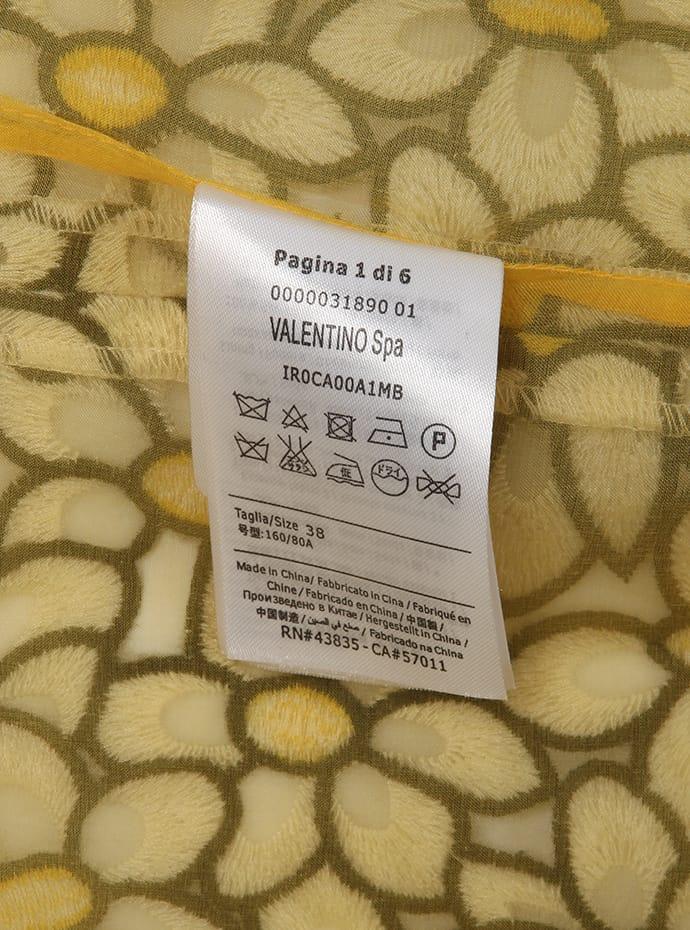 Pagina 1 di 6
0000031890 01
VALENTINO Spa
IR0CA00A1MB
P
低 ドライ
Taglia/Size 38
号型:160/80A
Made in China/ Fabbricato in Cina / Fabriqué en
Chine / Fabricado en China / 中国製 /
Произведено в Китае / Hergestellt in China /
中国制造 / صنع في الصين / Fabricado na China
RN#43835 - CA#57011